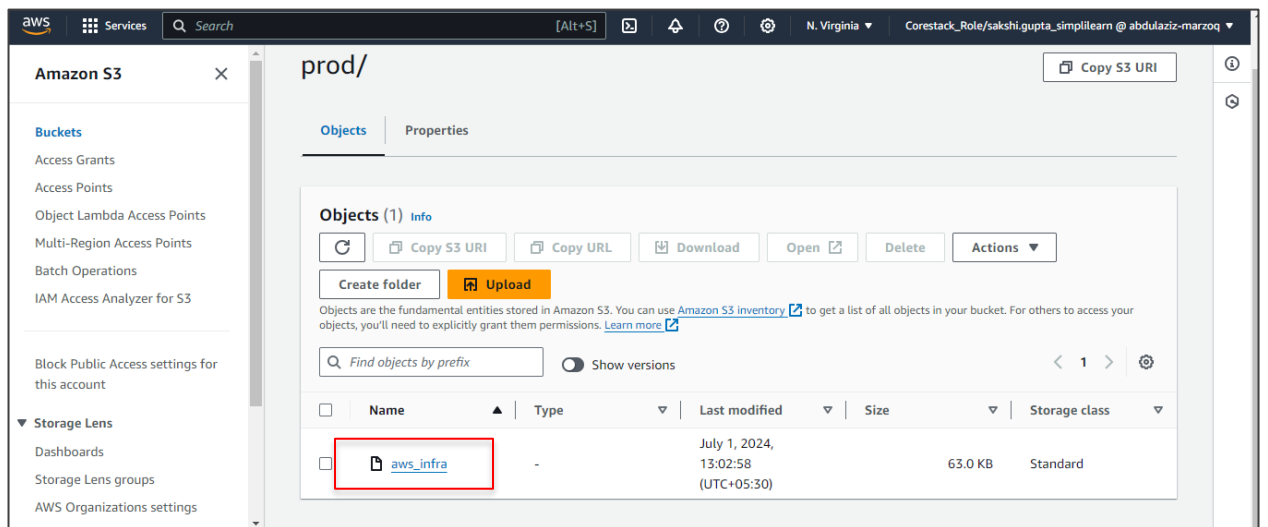 aws
Services
Search
[Alt+S]
N. Virginia ▼
Corestack_Role/sakshi.gupta_simplilearn @ abdulaziz-marzoq ▼
Amazon S3
Buckets
Access Grants
Access Points
Object Lambda Access Points
Multi-Region Access Points
Batch Operations
IAM Access Analyzer for S3
Block Public Access settings for
this account
▼ Storage Lens
Dashboards
Storage Lens groups
AWS Organizations settings
prod/
Copy S3 URI
Objects
Properties
Objects (1) Info
Copy S3 URI
Copy URL
Download
Open
Delete
Actions ▼
Create folder
Upload
Objects are the fundamental entities stored in Amazon S3. You can use Amazon S3 inventory to get a list of all objects in your bucket. For others to access your
objects, you'll need to explicitly grant them permissions. Learn more
Find objects by prefix
Show versions
< 1 >
Name
Type
Last modified
Size
Storage class
aws_infra
-
July 1, 2024,
13:02:58
(UTC+05:30)
63.0 KB
Standard